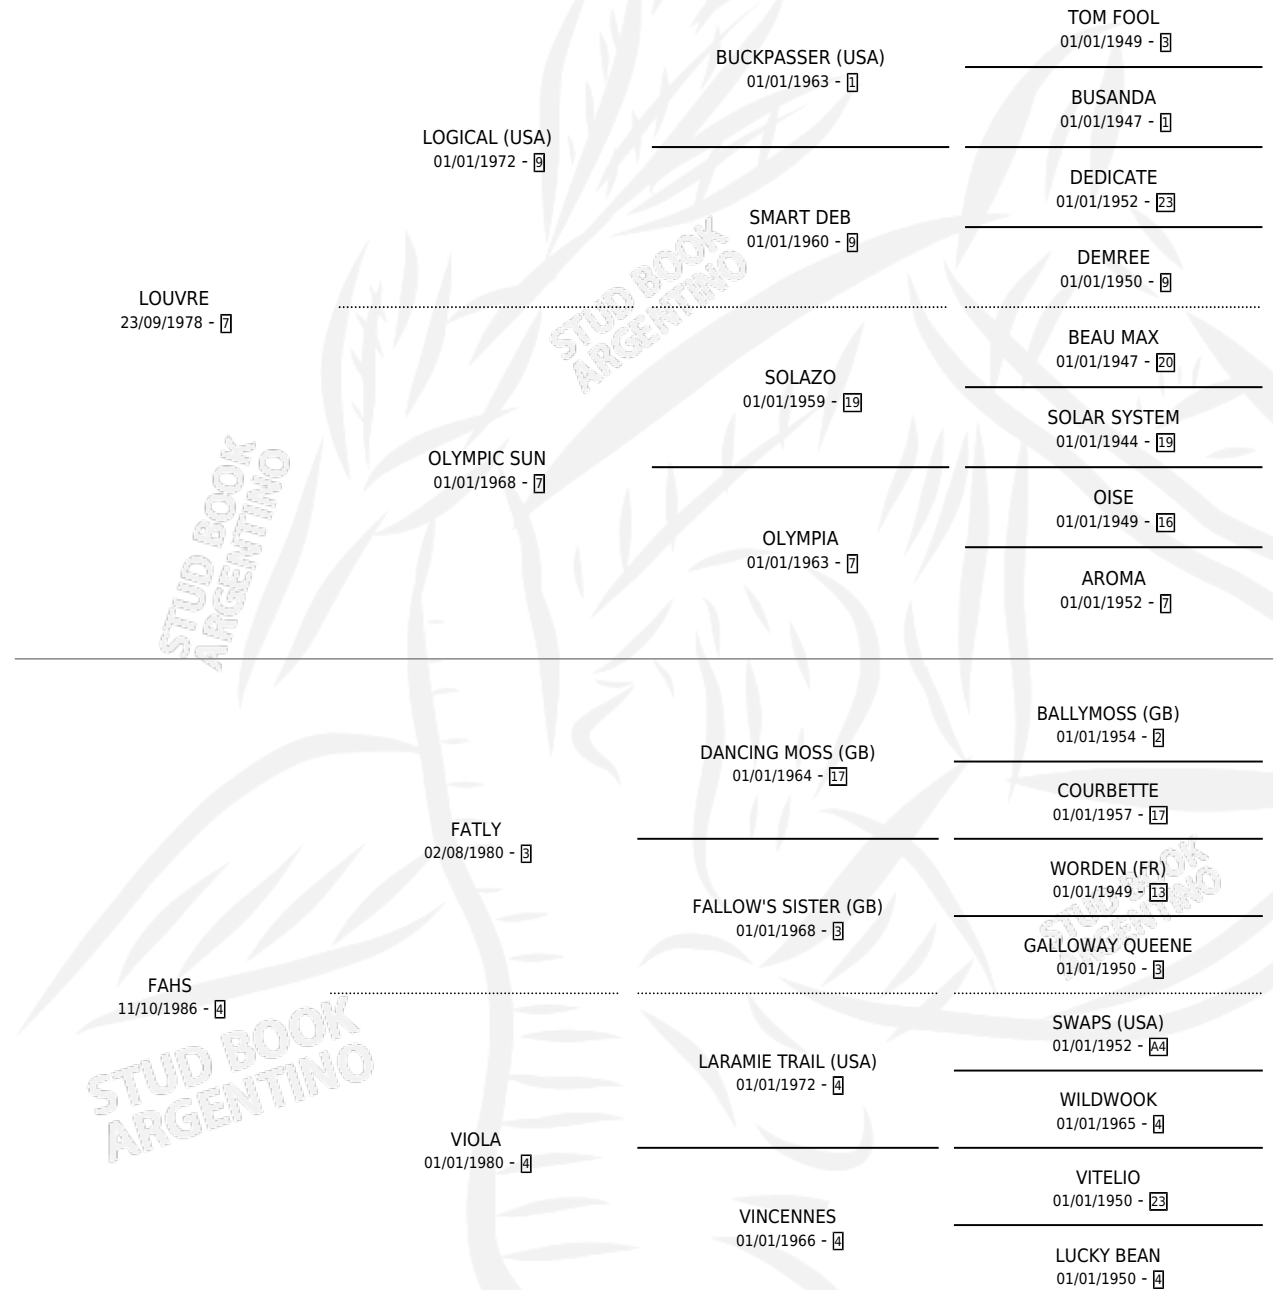 TOM FOOL
01/01/1949 - 3
BUCKPASSER (USA)
01/01/1963 - 1
BUSANDA
01/01/1947 - 1
LOGICAL (USA)
01/01/1972 - 9
DEDICATE
01/01/1952 - 23
SMART DEB
01/01/1960 - 9
DEMREE
01/01/1950 - 9
LOUVRE
23/09/1978 - 7
BEAU MAX
01/01/1947 - 20
SOLAZO
01/01/1959 - 19
SOLAR SYSTEM
01/01/1944 - 19
OLYMPIC SUN
01/01/1968 - 7
OISE
01/01/1949 - 16
OLYMPIA
01/01/1963 - 7
AROMA
01/01/1952 - 7
STUD BOOK
ARGENTINO
STUD BOOK
ARGENTINO
BALLYMOSS (GB)
01/01/1954 - 2
DANCING MOSS (GB)
01/01/1964 - 17
COURBETTE
01/01/1957 - 17
FATLY
02/08/1980 - 3
WORDEN (FR)
01/01/1949 - 13
FALLOW'S SISTER (GB)
01/01/1968 - 3
GALLOWAY QUEENE
01/01/1950 - 3
FAHS
11/10/1986 - 4
SWAPS (USA)
01/01/1952 - A4
LARAMIE TRAIL (USA)
01/01/1972 - 4
WILDWOOK
01/01/1965 - 4
VIOLA
01/01/1980 - 4
VITELIO
01/01/1950 - 23
VINCENNES
01/01/1966 - 4
LUCKY BEAN
01/01/1950 - 4
STUD BOOK
ARGENTINO
STUD BOOK
ARGENTINO